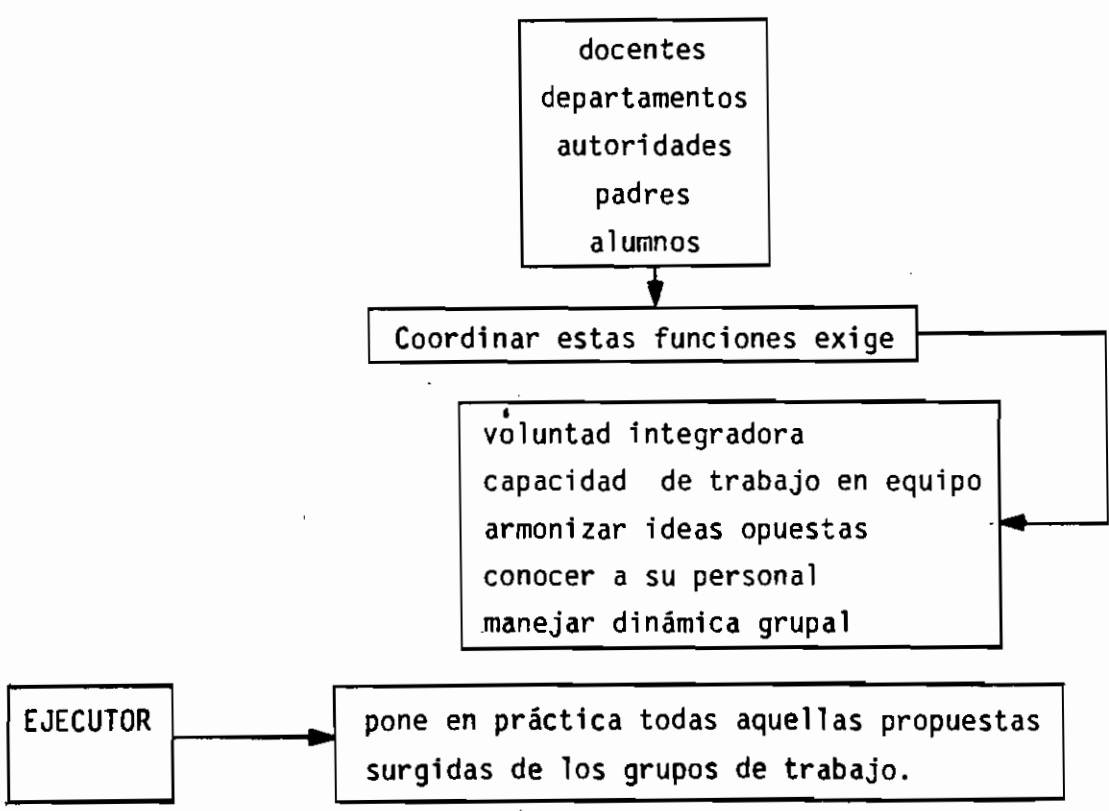 docentes
departamentos
autoridades
padres
alumnos
Coordinar estas funciones exige
voluntad integradora
capacidad de trabajo en equipo
armonizar ideas opuestas
conocer a su personal
manejar dinámica grupal
EJECUTOR
pone en práctica todas aquellas propuestas
surgidas de los grupos de trabajo.